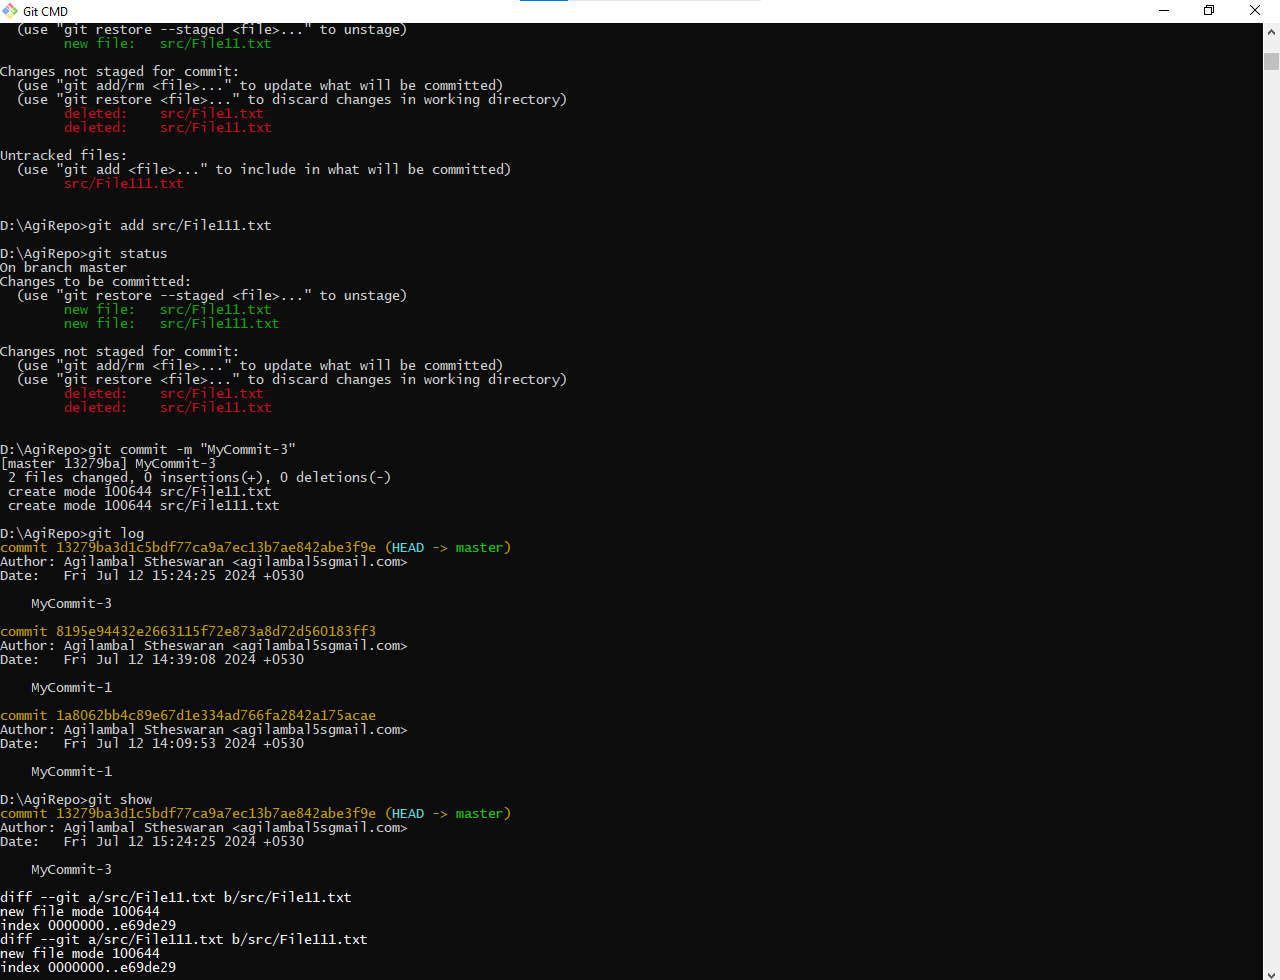 Git CMD
(use "git restore --staged <file>..." to unstage)
new file:   src/File11.txt
Changes not staged for commit:
(use "git add/rm <file>..." to update what will be committed)
(use "git restore <file>..." to discard changes in working directory)
deleted:    src/File1.txt
deleted:    src/File11.txt
Untracked files:
(use "git add <file>..." to include in what will be committed)
src/File111.txt
D:\AgiRepo>git add src/File111.txt
D:\AgiRepo>git status
On branch master
Changes to be committed:
(use "git restore --staged <file>..." to unstage)
new file:   src/File11.txt
new file:   src/File111.txt
Changes not staged for commit:
(use "git add/rm <file>..." to update what will be committed)
(use "git restore <file>..." to discard changes in working directory)
deleted:    src/File1.txt
deleted:    src/File11.txt
D:\AgiRepo>git commit -m "MyCommit-3"
[master 13279ba] MyCommit-3
2 files changed, 0 insertions(+), 0 deletions(-)
create mode 100644 src/File11.txt
create mode 100644 src/File111.txt
D:\AgiRepo>git log
commit 13279ba3d1c5bdf77ca9a7ec13b7ae842abe3f9e (HEAD -> master)
Author: Agilambal Stheswaran <agilambal5sgmail.com>
Date:   Fri Jul 12 15:24:25 2024 +0530
MyCommit-3
commit 8195e94432e2663115f72e873a8d72d560183ff3
Author: Agilambal Stheswaran <agilambal5sgmail.com>
Date:   Fri Jul 12 14:39:08 2024 +0530
MyCommit-1
commit 1a8062bb4c89e67d1e334ad766fa2842a175acae
Author: Agilambal Stheswaran <agilambal5sgmail.com>
Date:   Fri Jul 12 14:09:53 2024 +0530
MyCommit-1
D:\AgiRepo>git show
commit 13279ba3d1c5bdf77ca9a7ec13b7ae842abe3f9e (HEAD -> master)
Author: Agilambal Stheswaran <agilambal5sgmail.com>
Date:   Fri Jul 12 15:24:25 2024 +0530
MyCommit-3
diff --git a/src/File11.txt b/src/File11.txt
new file mode 100644
index 0000000..e69de29
diff --git a/src/File111.txt b/src/File111.txt
new file mode 100644
index 0000000..e69de29